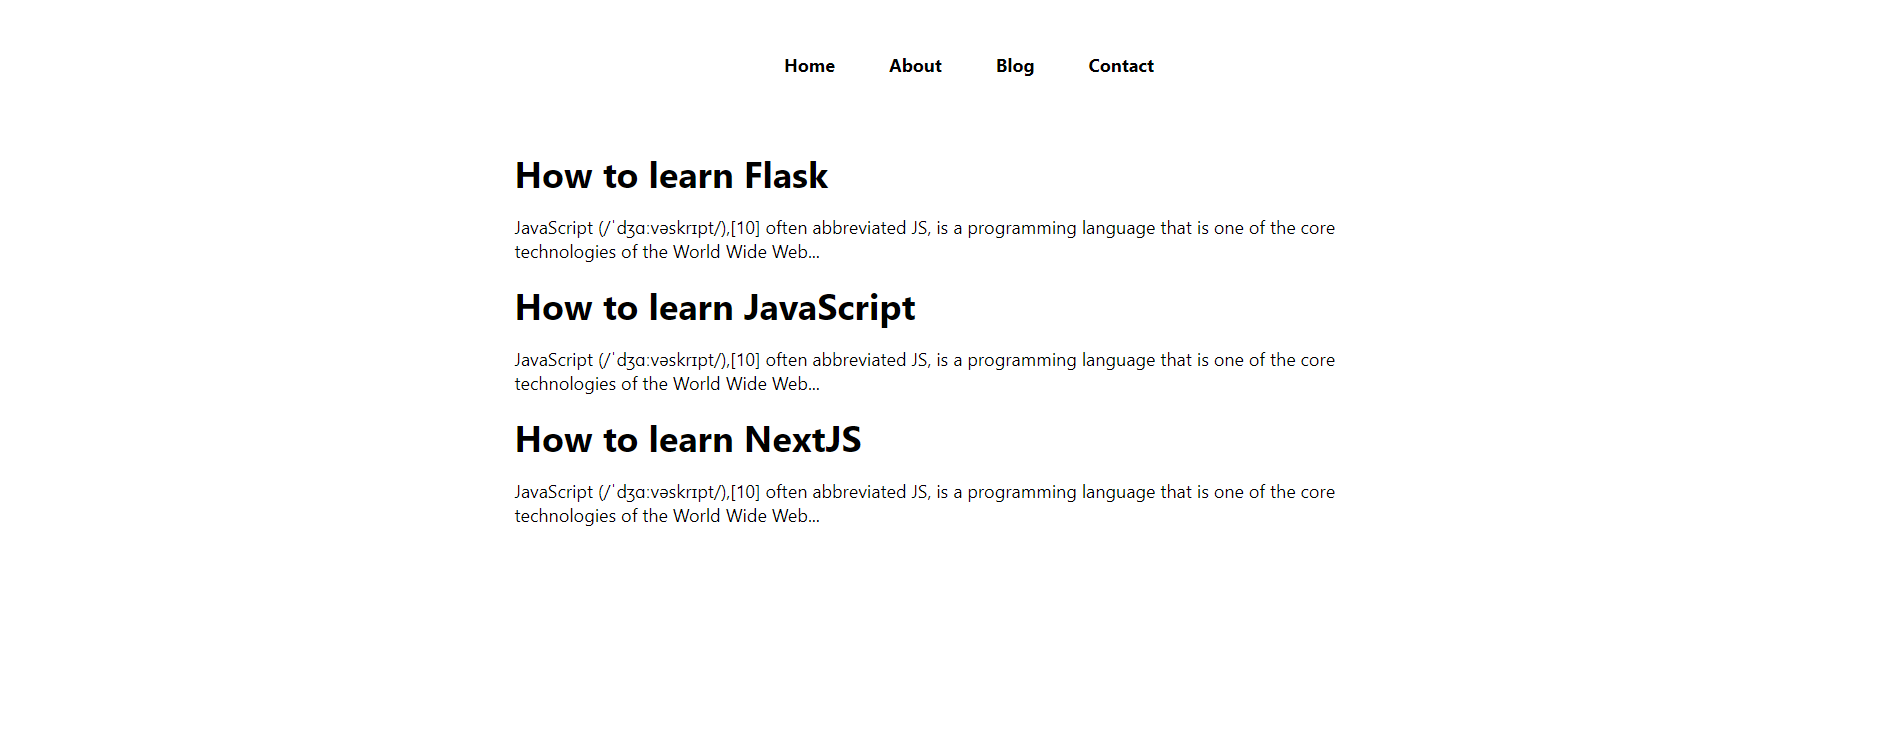 Home About Blog Contact
How to learn Flask
JavaScript (/ˈdʒɑːvəskrɪpt/),[10] often abbreviated JS, is a programming language that is one of the core
technologies of the World Wide Web...
How to learn JavaScript
JavaScript (/ˈdʒɑːvəskrɪpt/),[10] often abbreviated JS, is a programming language that is one of the core
technologies of the World Wide Web...
How to learn NextJS
JavaScript (/ˈdʒɑːvəskrɪpt/),[10] often abbreviated JS, is a programming language that is one of the core
technologies of the World Wide Web...